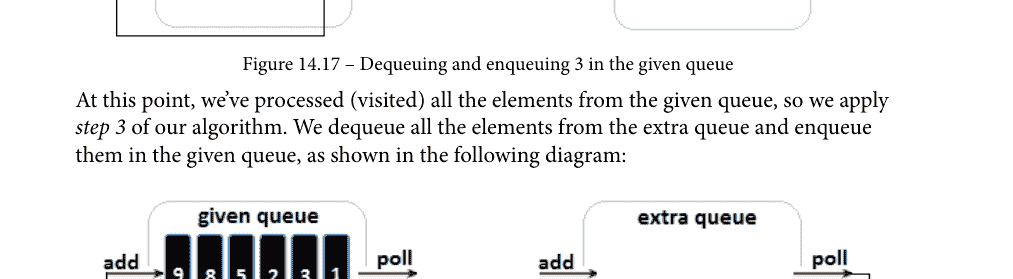 Figure 14.17 – Dequeuing and enqueuing 3 in the given queue
At this point, we've processed (visited) all the elements from the given queue, so we apply
step 3 of our algorithm. We dequeue all the elements from the extra queue and enqueue
them in the given queue, as shown in the following diagram:
given queue
extra queue
add
9 8 5 2 3 1
poll
add
poll